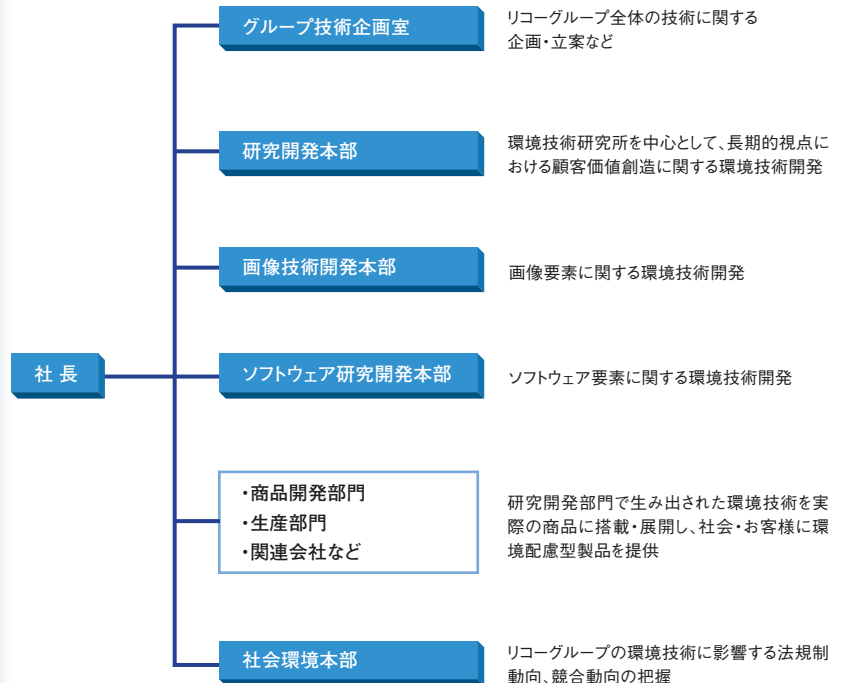 グループ技術企画室
リコーグループ全体の技術に関する
企画・立案など
研究開発本部
環境技術研究所を中心として、長期的視点に
おける顧客価値創造に関する環境技術開発
画像技術開発本部
画像要素に関する環境技術開発
社 長
ソフトウェア研究開発本部
ソフトウェア要素に関する環境技術開発
・商品開発部門
・生産部門
・関連会社など
研究開発部門で生み出された環境技術を実
際の商品に搭載・展開し、社会・お客様に環
境配慮型製品を提供
社会環境本部
リコーグループの環境技術に影響する法規制
動向、競合動向の把握